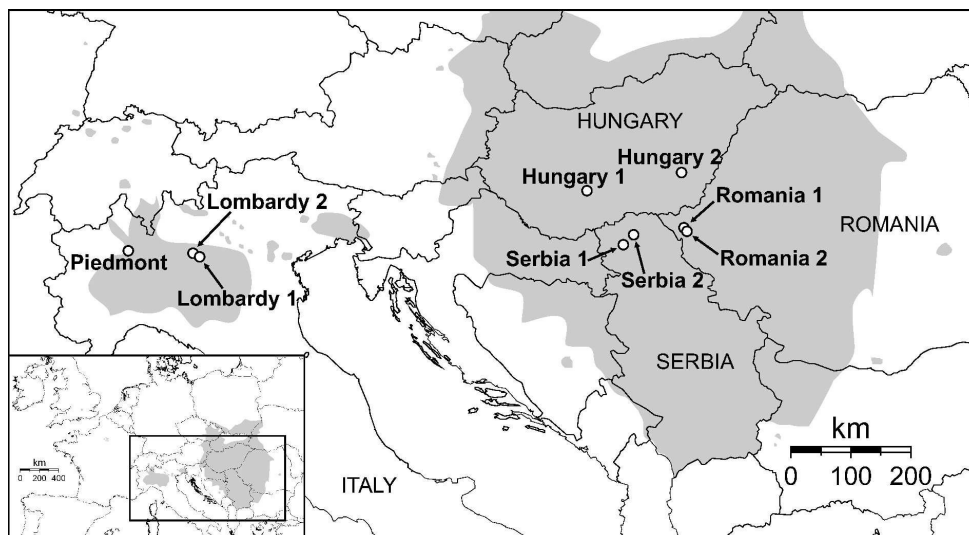 HUNGARY
Hungary 2
Hungary 1
Lombardy 2
Romania 1
ROMANIA
Piedmont
Serbia 1
Romania 2
Serbia 2
Lombardy 1
SERBIA
km
0 100 200
km
0 200 400
ITALY